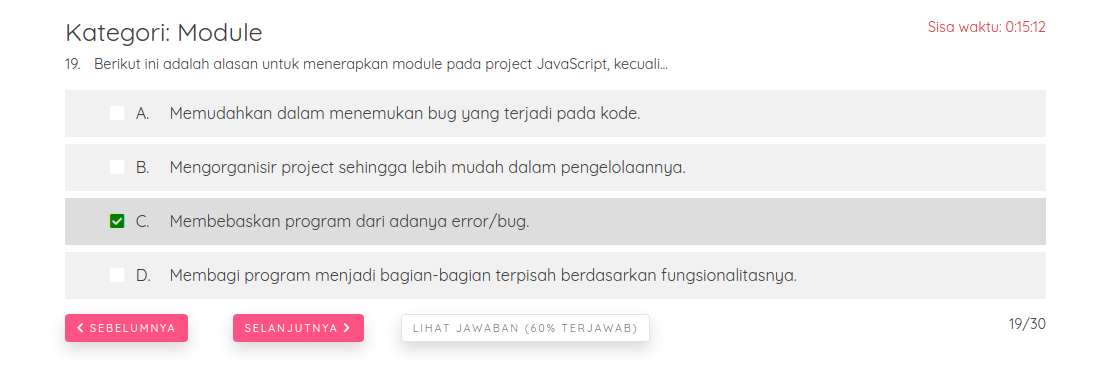 Kategori: Module
Sisa waktu: 0:15:12
19. Berikut ini adalah alasan untuk menerapkan module pada project JavaScript, kecuali...
A. Memudahkan dalam menemukan bug yang terjadi pada kode.
B. Mengorganisir project sehingga lebih mudah dalam pengelolaannya.
C. Membebaskan program dari adanya error/bug.
D. Membagi program menjadi bagian-bagian terpisah berdasarkan fungsionalitasnya.
SEBELUMNYA SELANJUTNYA LIHAT JAWABAN (60% TERJAWAB) 19/30